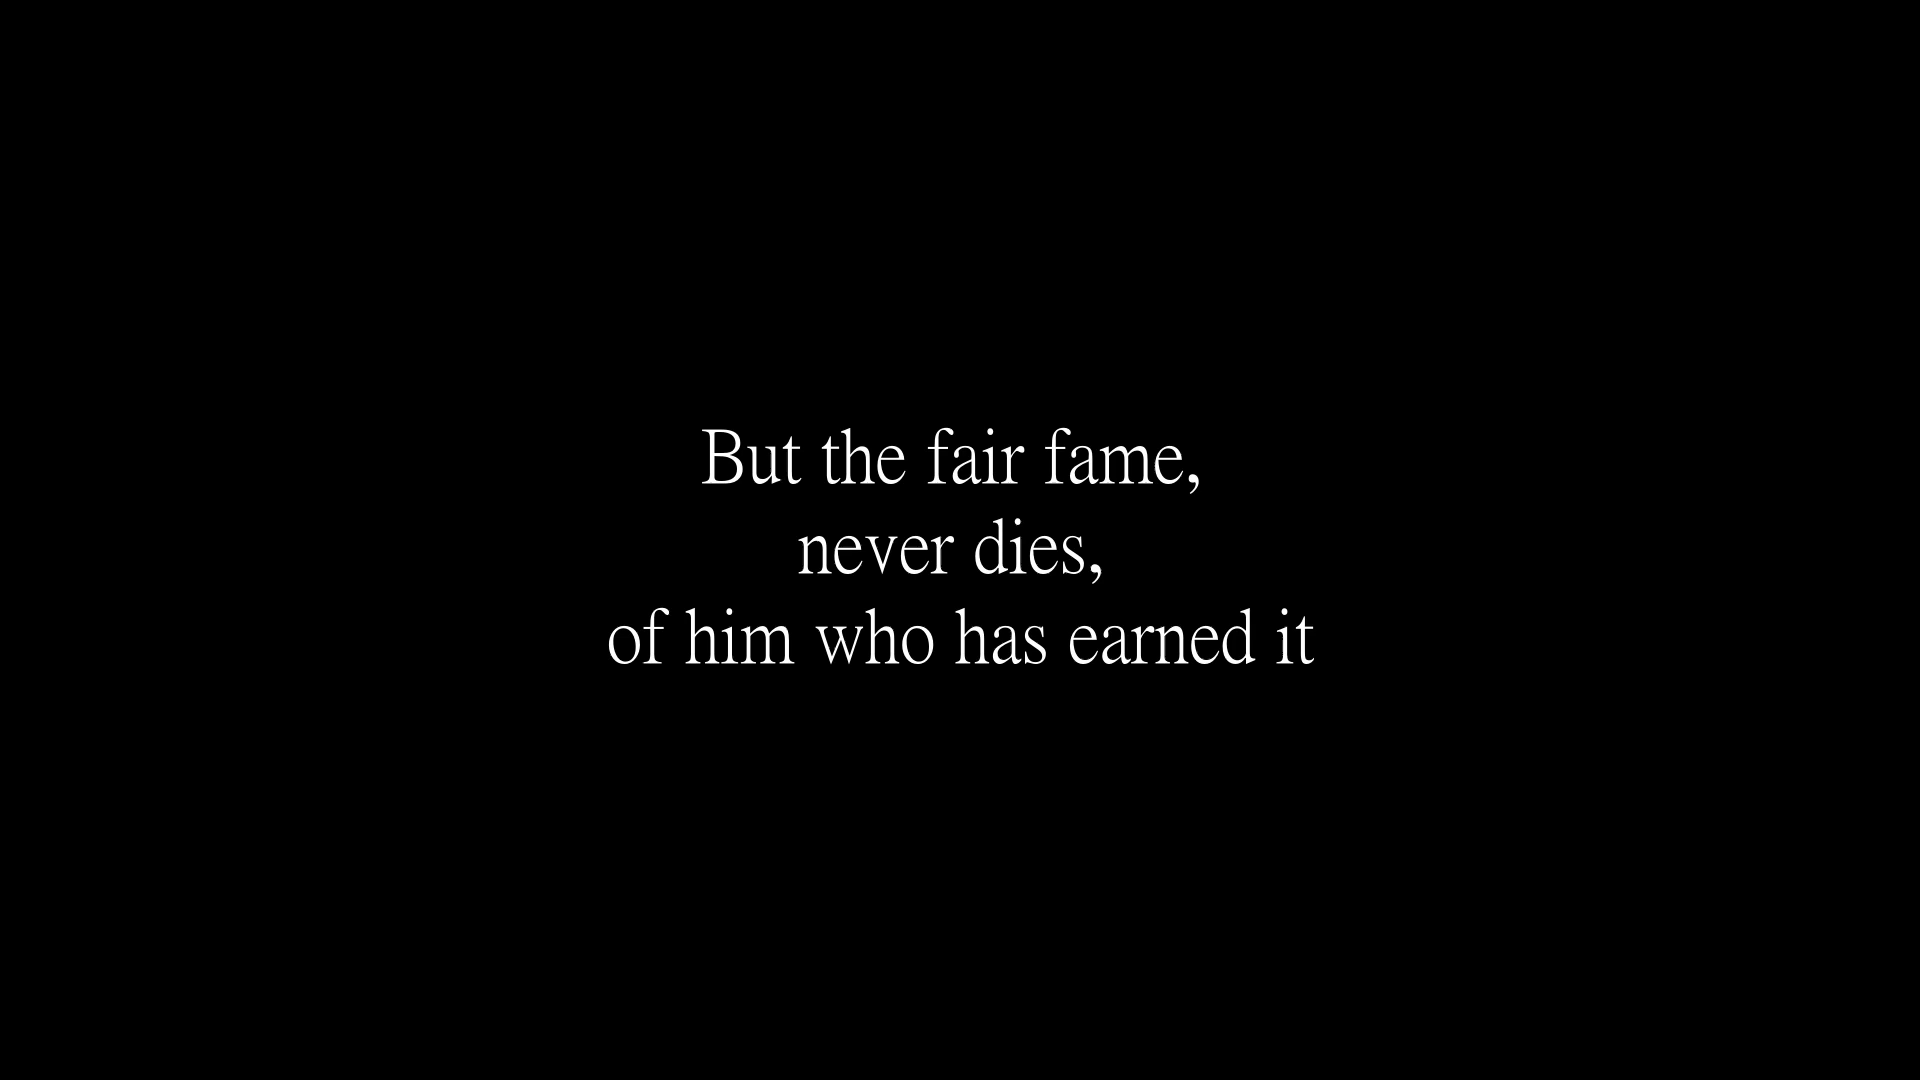 But the fair fame,
never dies,
of him who has earned it